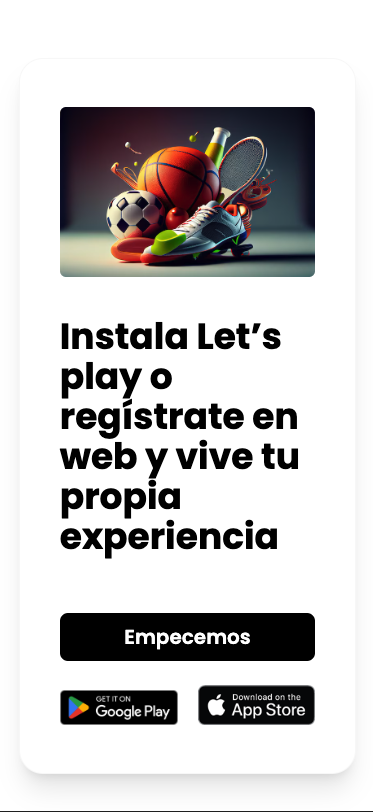 Instala Let’s
play o
regístrate en
web y vive tu
propia
experiencia
Empecemos
GET IT ON
Google Play
Download on the
App Store